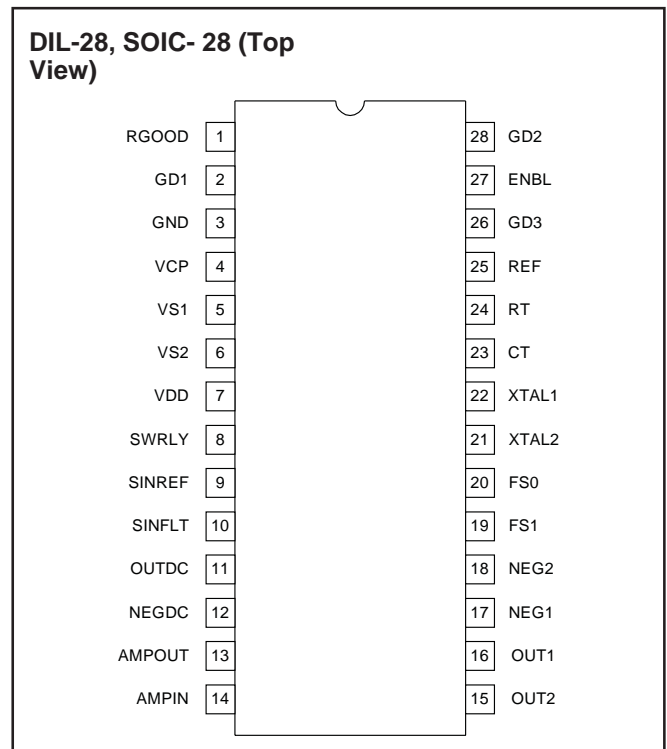 DIL-28, SOIC- 28 (Top
View)
RGOOD 1 28 GD2
GD1 2 27 ENBL
GND 3 26 GD3
VCP 4 25 REF
VS1 5 24 RT
VS2 6 23 CT
VDD 7 22 XTAL1
SWRLY 8 21 XTAL2
SINREF 9 20 FS0
SINFLT 10 19 FS1
OUTDC 11 18 NEG2
NEGDC 12 17 NEG1
AMPOUT 13 16 OUT1
AMPIN 14 15 OUT2